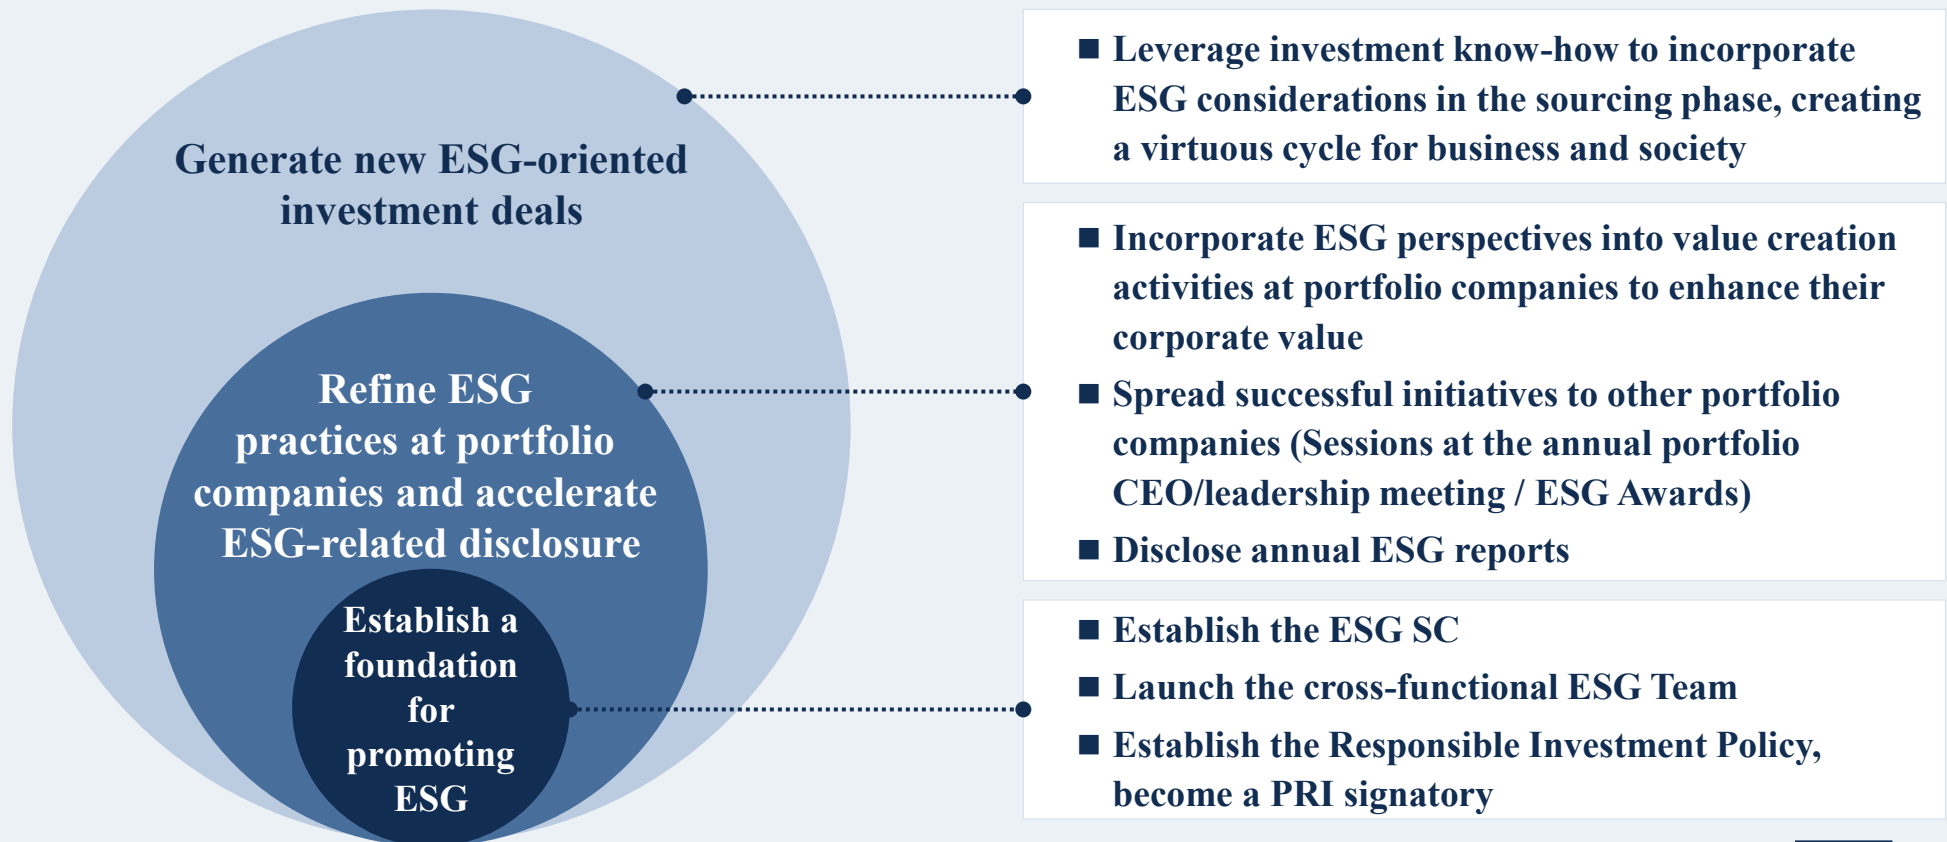 Generate new ESG-oriented
investment deals
Refine ESG
practices at portfolio
companies and accelerate
ESG-related disclosure
Establish a
foundation
for
promoting
ESG
Leverage investment know-how to incorporate
ESG considerations in the sourcing phase, creating
a virtuous cycle for business and society
Incorporate ESG perspectives into value creation
activities at portfolio companies to enhance their
corporate value
Spread successful initiatives to other portfolio
companies (Sessions at the annual portfolio
CEO/leadership meeting / ESG Awards)
Disclose annual ESG reports
Establish the ESG SC
Launch the cross-functional ESG Team
Establish the Responsible Investment Policy,
become a PRI signatory